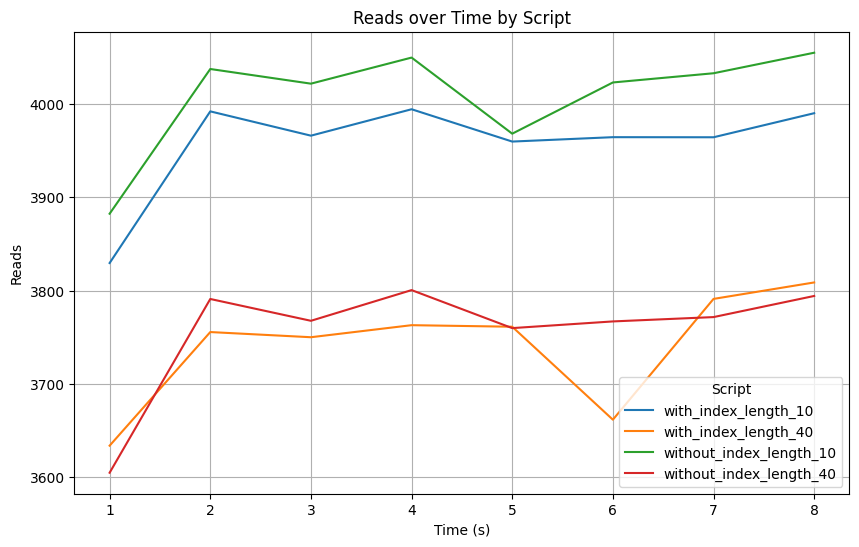 Reads over Time by Script
Reads
4000
3900
3800
3700
3600
1 2 3 4 5 6 7 8
Time (s)
Script
with_index_length_10
with_index_length_40
without_index_length_10
without_index_length_40